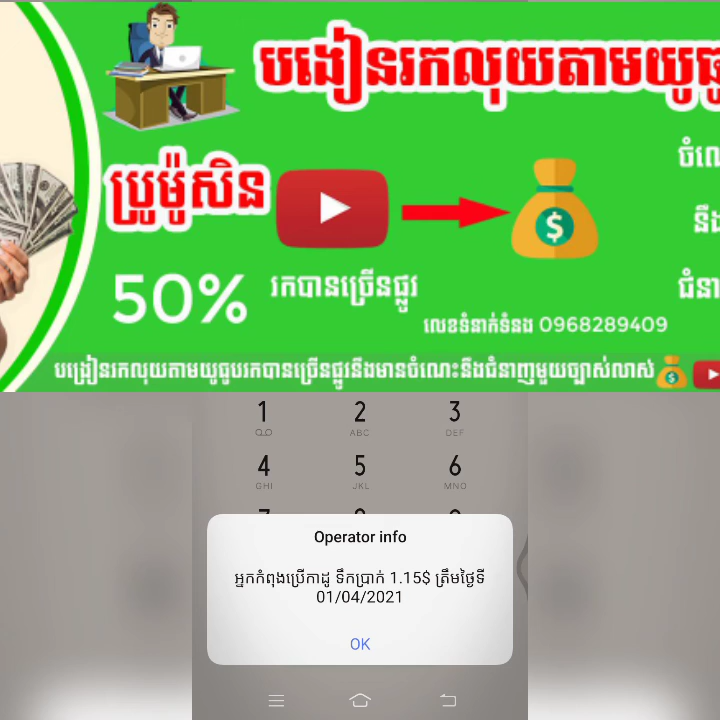 បង្រៀនរកលុយតាមយូធូ
ប្រូម៉ូសិន
ចំណេ
នឹង
ជំនា
50%
រកបានច្រើនផ្លូវ
លេខទំនាក់ទំនង 0968289409
បង្រៀនរកលុយតាមយូធូបរកបានច្រើនផ្លូវនឹងមានចំណេះនឹងជំនាញមួយច្បាស់លាស់
1 2 3
ABC DEF
4 5 6
GHI JKL MNO
Operator info
អ្នកកំពុងប្រើកាដូ ទឹកប្រាក់ 1.15$ ត្រឹមថ្ងៃទី
01/04/2021
OK